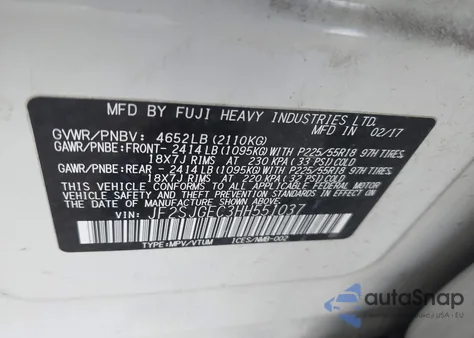 MFD BY FUJI HEAVY INDUSTRIES LTD.
GVWR/PNBV: 4652LB(2110KG) 02/17
GAWR/PNBE:FRONT- 2414LB(1095KG) WITH P225/55R18 97H TIRES,
18X7J RIMS AT 230 KPA(33 PSI)COLD
GAWR/PNBE:REAR - 2414LB(1095KG) WITH P225/55R18 97H TIRES,
18X7J RIMS AT 220 KPA(32 PSI)COLD
THIS VEHICLE CONFORMS TO ALL APPLICABLE FEDERAL MOTOR VEHICLE
SAFETY, BUMPER, AND THEFT PREVENTION STANDARDS IN EFFECT ON
THE DATE OF MANUFACTURE SHOWN ABOVE.
VIN: JF2SJGEC3HH551037
TYPE:MPV/VTUM ICES/NMB-002
autoSnap